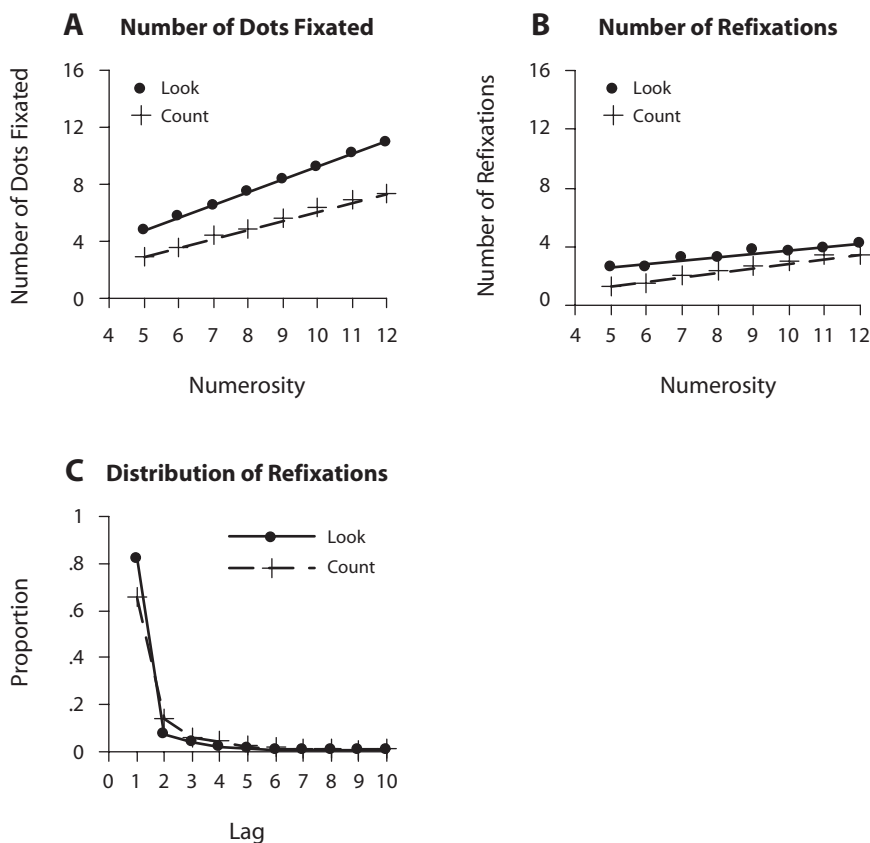 A Number of Dots Fixated
Number of Dots Fixated
16
12
8
4
0
Look
Count
4 5 6 7 8 9 10 11 12
Numerosity
B Number of Refixations
Number of Refixations
16
12
8
4
0
Look
Count
4 5 6 7 8 9 10 11 12
Numerosity
C Distribution of Refixations
Proportion
1
.8
.6
.4
.2
0
Look
Count
0 1 2 3 4 5 6 7 8 9 10
Lag